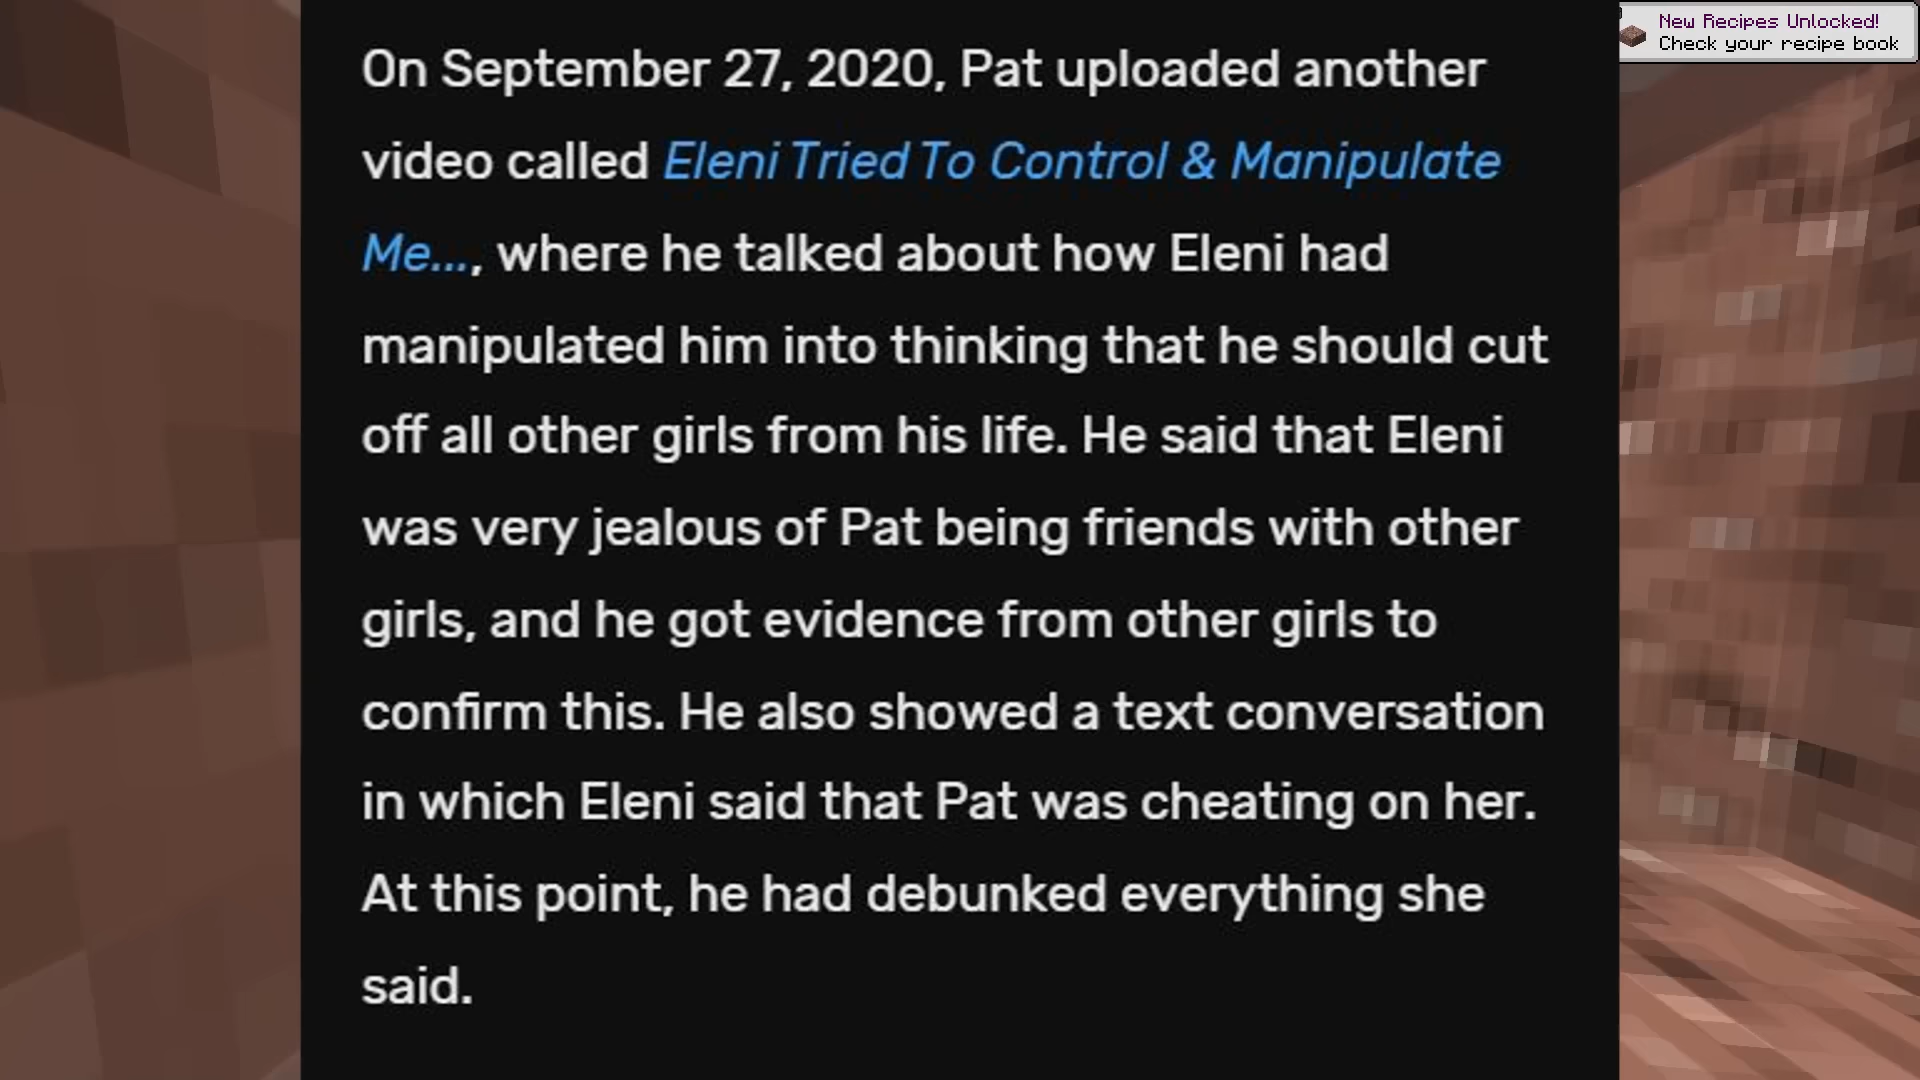 New Recipes Unlocked!
Check your recipe book
On September 27, 2020, Pat uploaded another
video called Eleni Tried To Control & Manipulate
Me..., where he talked about how Eleni had
manipulated him into thinking that he should cut
off all other girls from his life. He said that Eleni
was very jealous of Pat being friends with other
girls, and he got evidence from other girls to
confirm this. He also showed a text conversation
in which Eleni said that Pat was cheating on her.
At this point, he had debunked everything she
said.